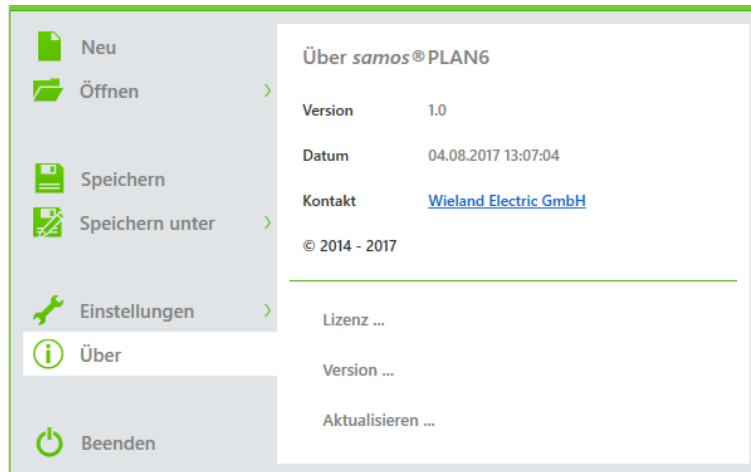 Neu
Öffnen
Speichern
Speichern unter
Einstellungen
Über
Beenden
Über samos® PLAN6
Version 1.0
Datum 04.08.2017 13:07:04
Kontakt Wieland Electric GmbH
© 2014 - 2017
Lizenz ...
Version ...
Aktualisieren ...